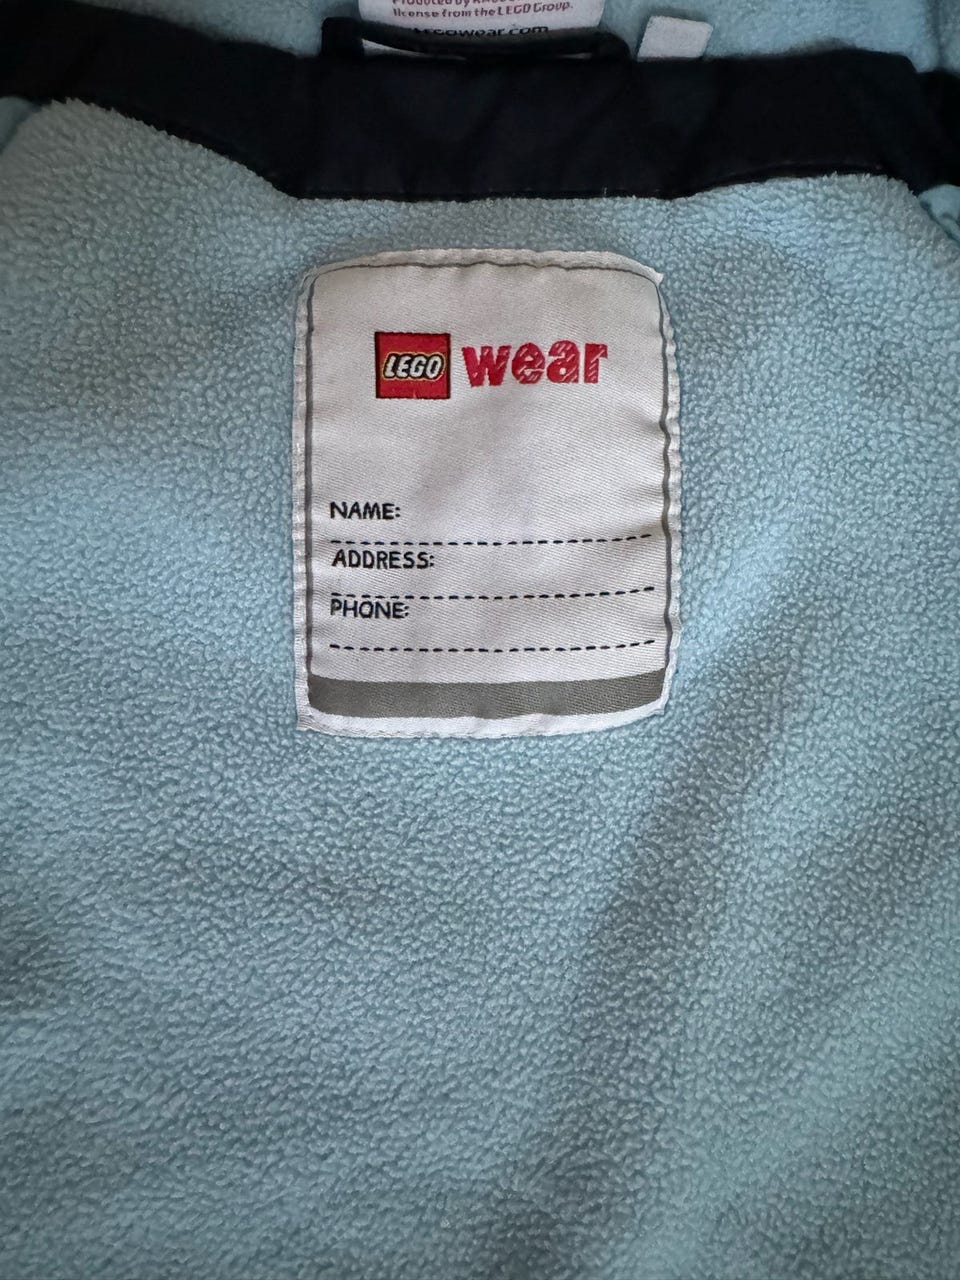 license from the LEGO Group.
LEGO wear
NAME:
ADDRESS:
PHONE: